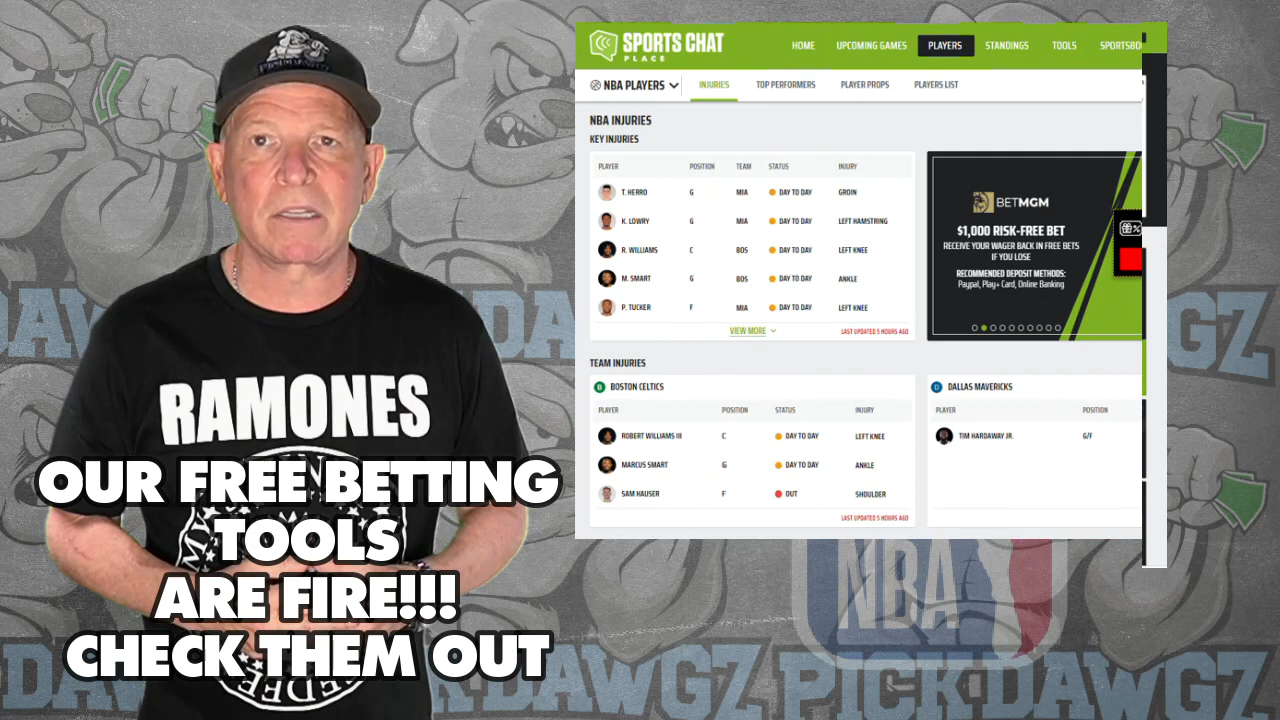 SPORTS CHAT
PLACE
HOME UPCOMING GAMES PLAYERS STANDINGS TOOLS SPORTSBO
NBA PLAYERS INJURIES TOP PERFORMERS PLAYER PROPS PLAYERS LIST
NBA INJURIES
KEY INJURIES
PLAYER POSITION TEAM STATUS INJURY
T. HERRO G MIA DAY TO DAY GROIN
K. LOWRY G MIA DAY TO DAY LEFT HAMSTRING
R. WILLIAMS C BOS DAY TO DAY LEFT KNEE
M. SMART G BOS DAY TO DAY ANKLE
P. TUCKER F MIA DAY TO DAY LEFT KNEE
VIEW MORE LAST UPDATED 5 HOURS AGO
BETMGM
$1,000 RISK-FREE BET
RECEIVE YOUR WAGER BACK IN FREE BETS
IF YOU LOSE
RECOMMENDED DEPOSIT METHODS:
Paypal, Play+ Card, Online Banking
TEAM INJURIES
BOSTON CELTICS
PLAYER POSITION STATUS INJURY
ROBERT WILLIAMS III C DAY TO DAY LEFT KNEE
MARCUS SMART G DAY TO DAY ANKLE
SAM HAUSER F OUT SHOULDER
LAST UPDATED 5 HOURS AGO
DALLAS MAVERICKS
PLAYER POSITION
TIM HARDAWAY JR. G/F
RAMONES
OUR FREE BETTING
TOOLS
ARE FIRE!!!
CHECK THEM OUT
NBA
PICKDAWGZ